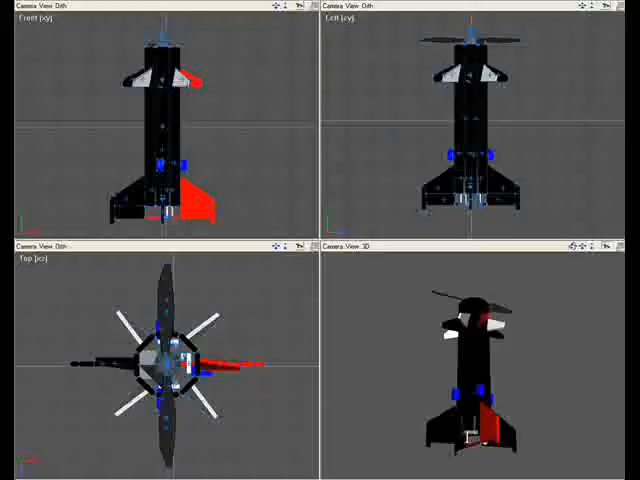 Camera View Orth
Camera View Orth
Front (xy)
Left (zy)
Camera View Orth
Camera View 3D
Top (xz)